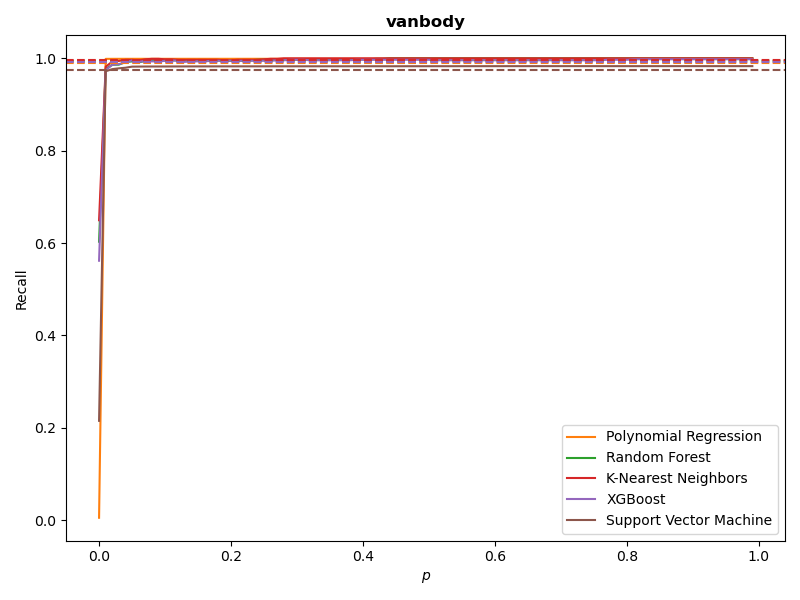 vanbody
Recall
1.0
0.8
0.6
0.4
0.2
0.0
0.0 0.2 0.4 0.6 0.8 1.0
p
Polynomial Regression
Random Forest
K-Nearest Neighbors
XGBoost
Support Vector Machine